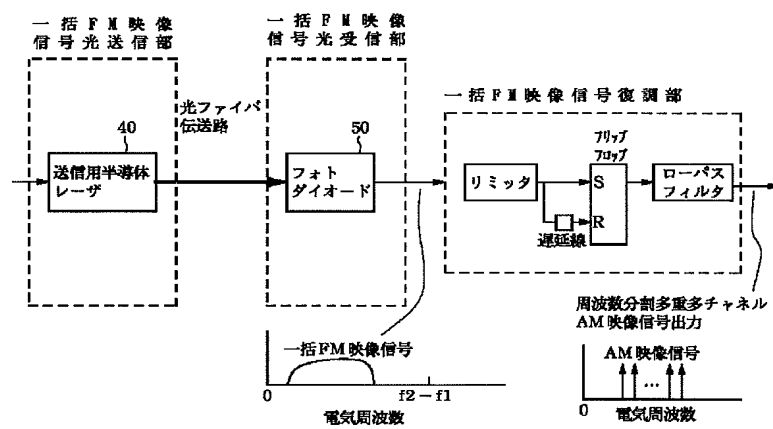 一括FM映像
信号光送信部
一括FM映像
信号光受信部
一括FM映像信号復調部
光ファイバ
伝送路
40
送信用半導体
レーザ
50
フォト
ダイオード
リミッタ
フリップ
フロップ
S
R
遅延線
ローパス
フィルタ
周波数分割多重多チャネル
AM映像信号出力
一括FM映像信号
0
f2-f1
電気周波数
AM映像信号
...
0
電気周波数